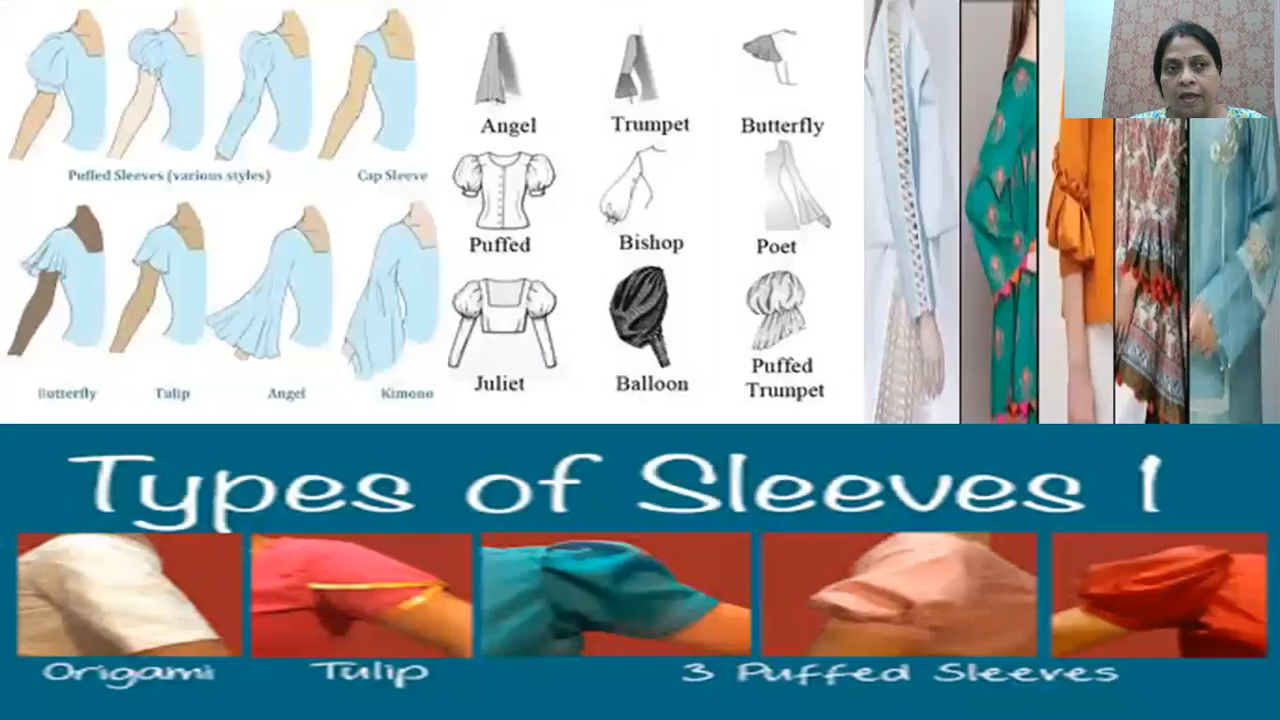 Puffed Sleeves (various styles)
Cap Sleeve
Butterfly
Tulip
Angel
Kimono
Angel
Trumpet
Butterfly
Puffed
Bishop
Poet
Juliet
Balloon
Puffed
Trumpet
Types of Sleeves 1
Origami
Tulip
3 Puffed Sleeves